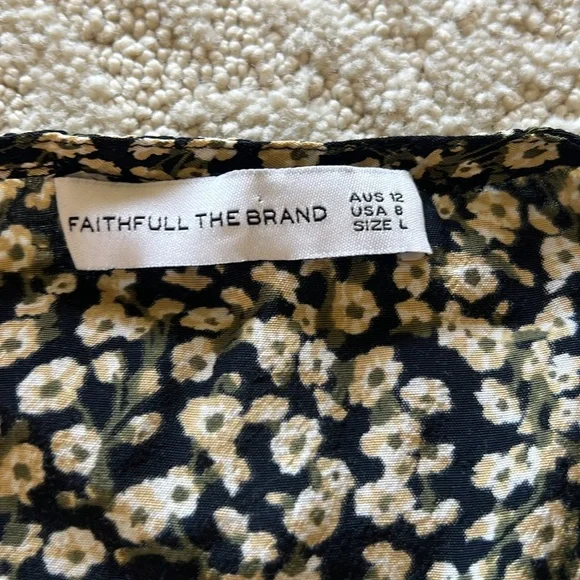 FAITHFULL THE BRAND
AUS 12
USA 8
SIZE L